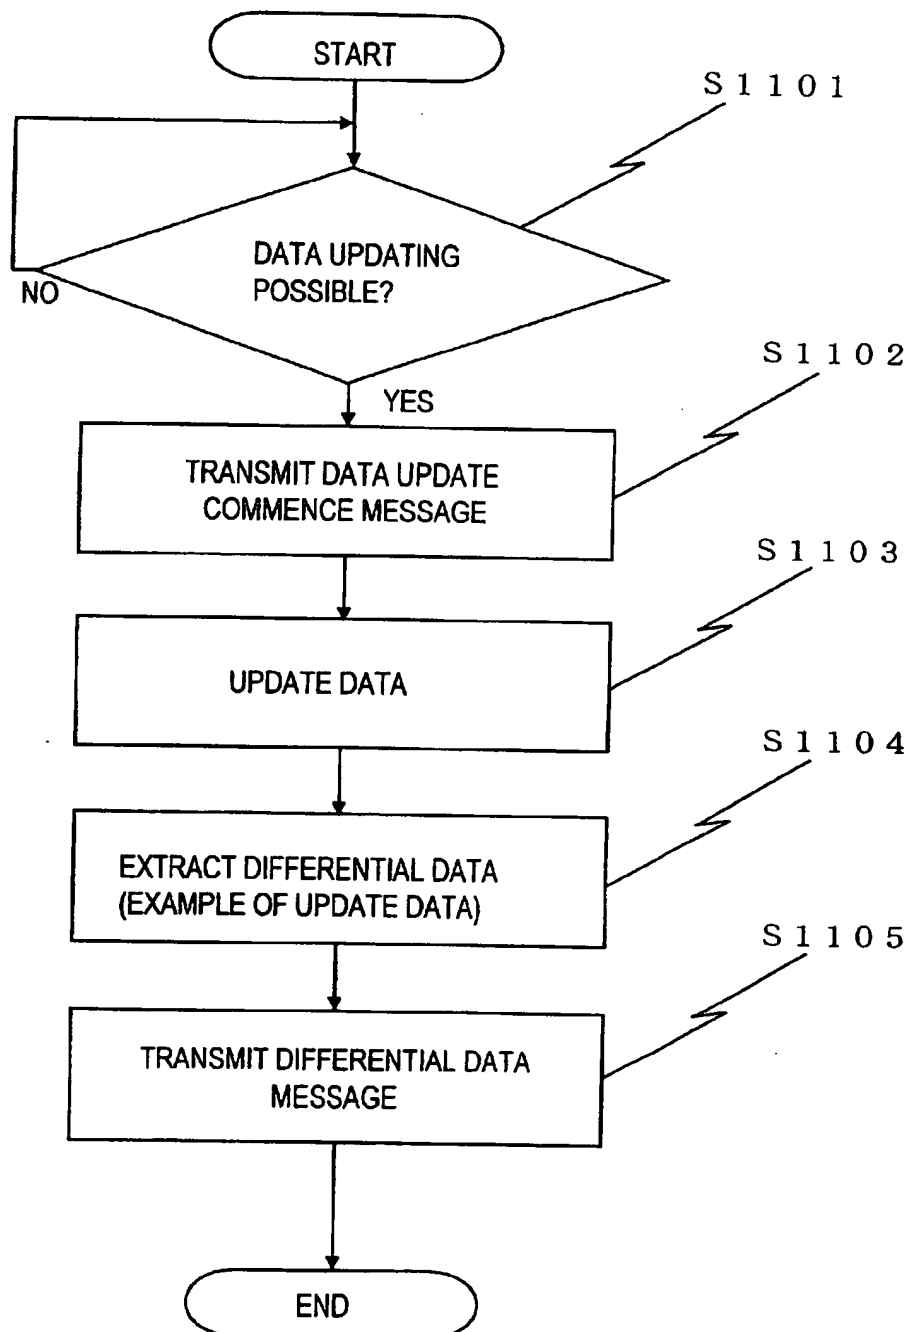 START
S1101
DATA UPDATING
POSSIBLE?
NO
YES
S1102
TRANSMIT DATA UPDATE
COMMENCE MESSAGE
S1103
UPDATE DATA
S1104
EXTRACT DIFFERENTIAL DATA
(EXAMPLE OF UPDATE DATA)
S1105
TRANSMIT DIFFERENTIAL DATA
MESSAGE
END